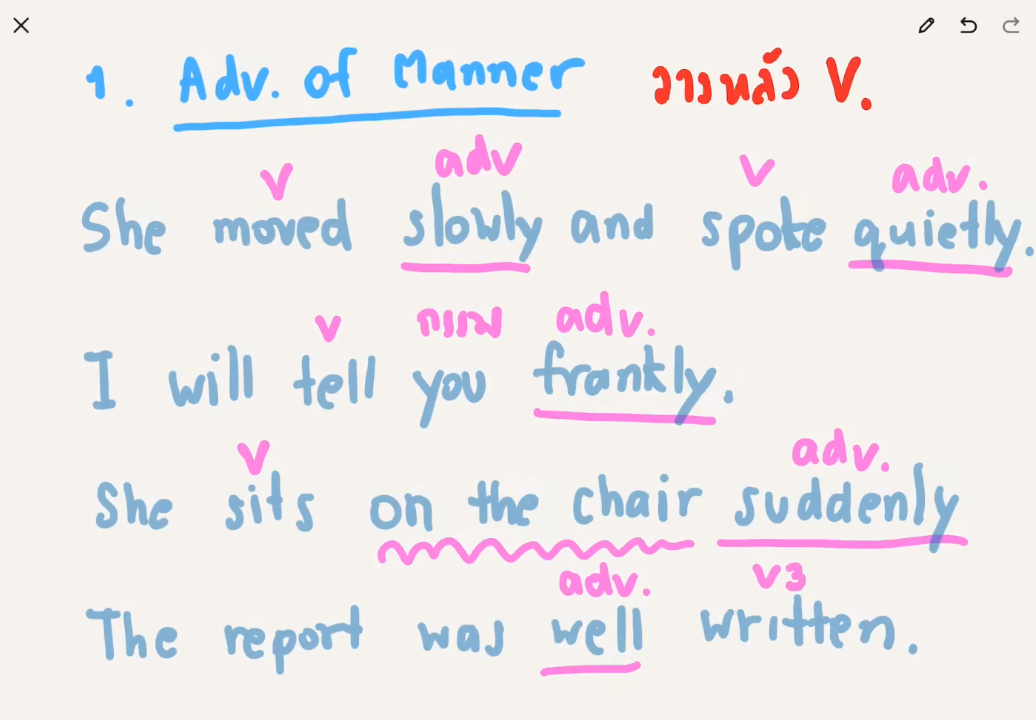 1. Adv. of Manner วางหลัง V.
v adv v adv.
She moved slowly and spoke quietly.
v กรรม adv.
I will tell you frankly.
v adv.
She sits on the chair suddenly
adv. v3
The report was well written.